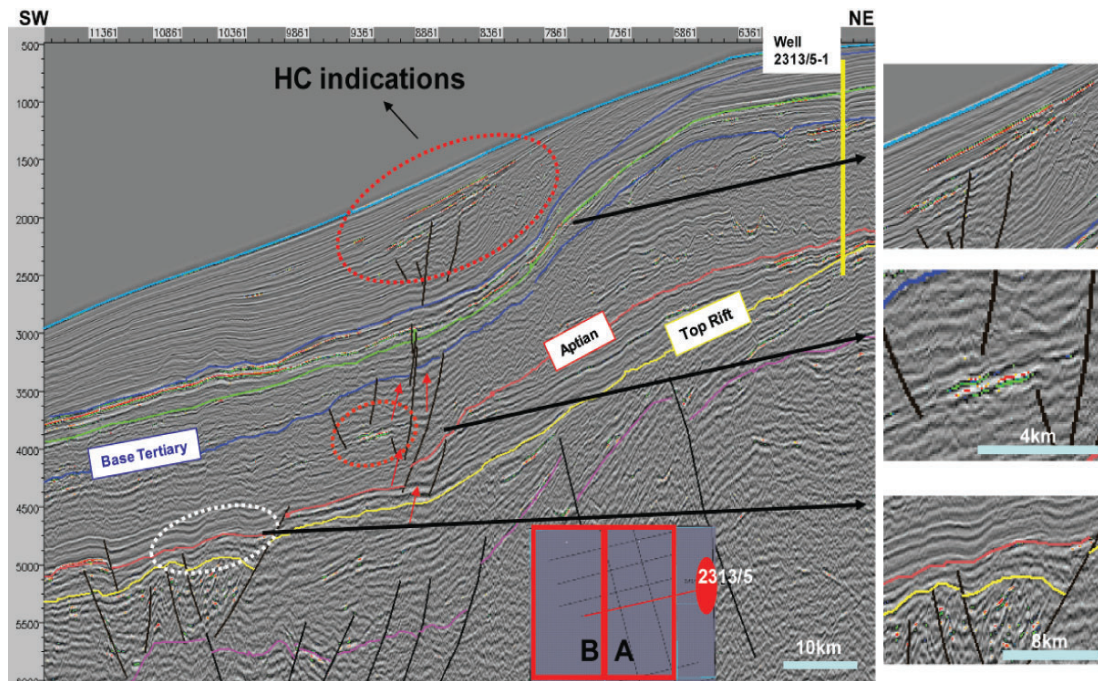 SW
NE
11361 10861 10361 9861 9361 8861 8361 7861 7361 6861 6361
500
1000
1500
2000
2500
3000
3500
4000
4500
5000
5500
HC indications
Well
2313/5-1
Aptian
Top Rift
Base Tertiary
2313/5
B A
10km
4km
8km